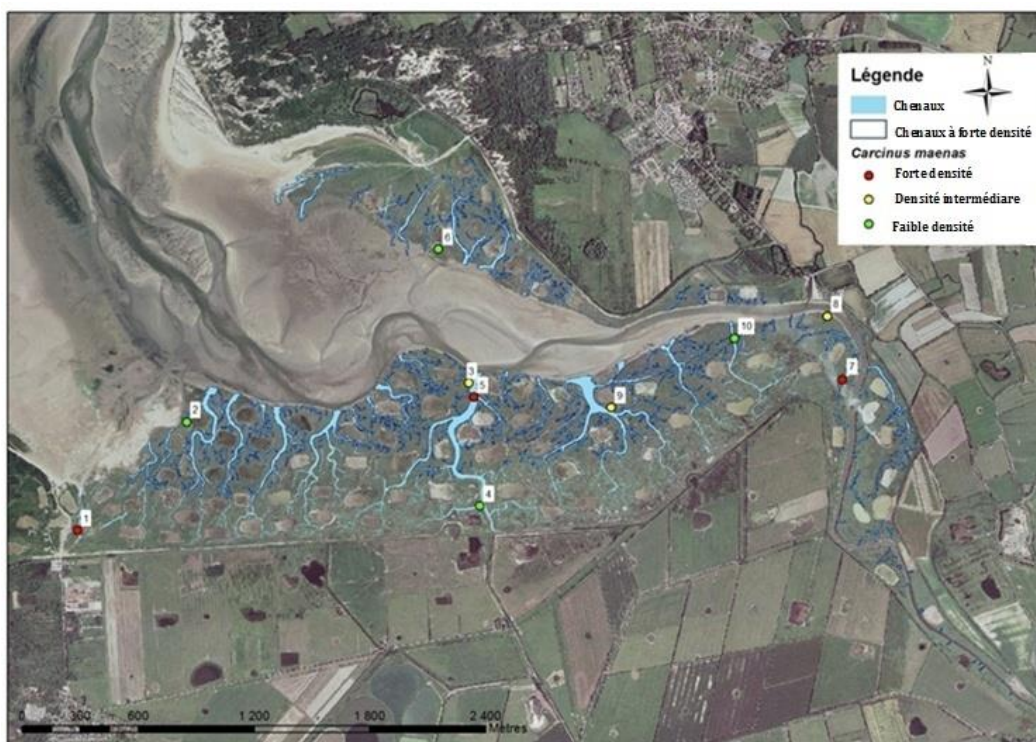 Légende
N
Chenaux
Chenaux à forte densité
Carcinus maenas
Forte densité
Densité intermédiare
Faible densité
6
8
10
3
7
5
2
9
4
1
0 300 600 1 200 1 800 2 400
Mètres